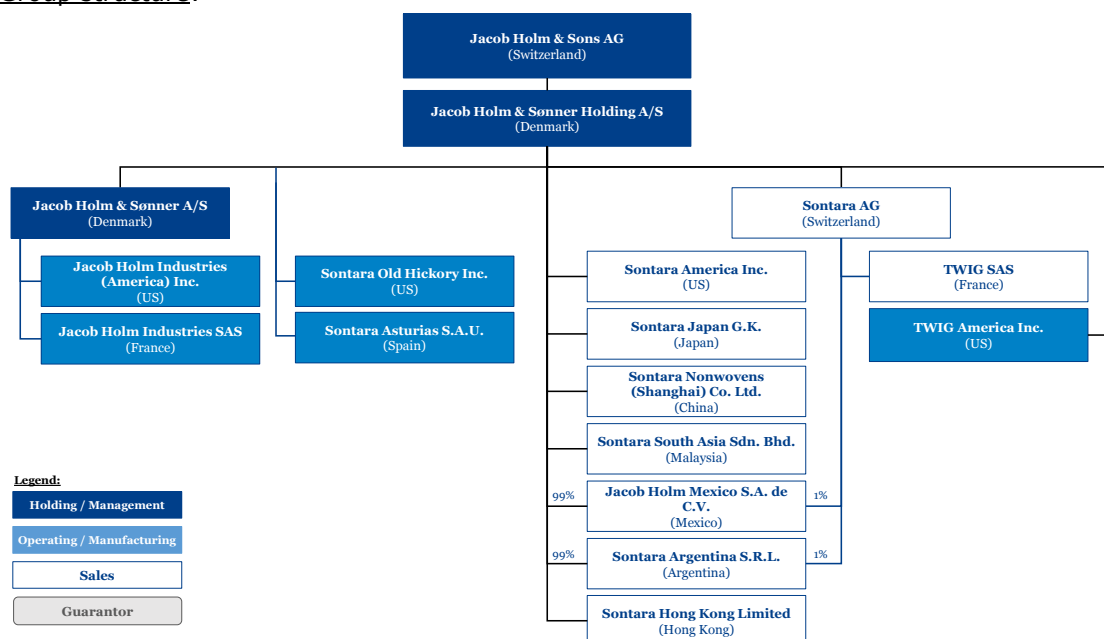 Group Structure:
Jacob Holm & Sons AG
(Switzerland)
Jacob Holm & Sønner Holding A/S
(Denmark)
Jacob Holm & Sønner A/S
(Denmark)
Sontara AG
(Switzerland)
Jacob Holm Industries
(America) Inc.
(US)
Jacob Holm Industries SAS
(France)
Sontara Old Hickory Inc.
(US)
Sontara Asturias S.A.U.
(Spain)
Sontara America Inc.
(US)
Sontara Japan G.K.
(Japan)
Sontara Nonwovens
(Shanghai) Co. Ltd.
(China)
Sontara South Asia Sdn. Bhd.
(Malaysia)
99%
Jacob Holm Mexico S.A. de
C.V.
(Mexico)
1%
99%
Sontara Argentina S.R.L.
(Argentina)
1%
Sontara Hong Kong Limited
(Hong Kong)
TWIG SAS
(France)
TWIG America Inc.
(US)
Legend:
Holding / Management
Operating / Manufacturing
Sales
Guarantor